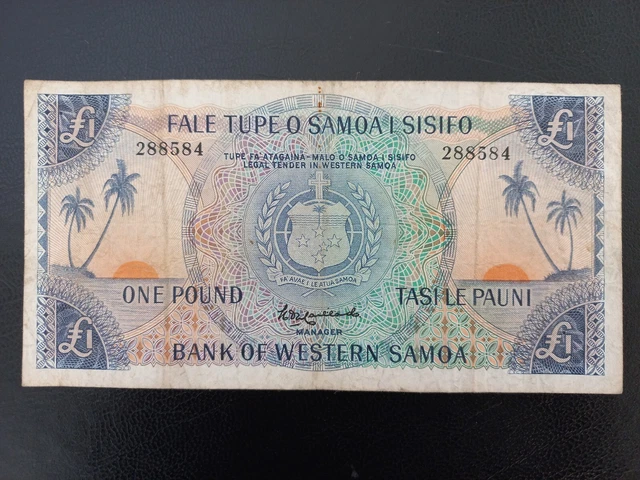 £1 £1
FALE TUPE O SAMOA I SISIFO
288584 288584
TUPE FA'ATAGAINA - MALO O SAMOA I SISIFO
LEGAL TENDER IN WESTERN SAMOA
FA'AVAE I LE ATUA SAMOA
ONE POUND TASI LE PAUNI
MANAGER
BANK OF WESTERN SAMOA
£1 £1